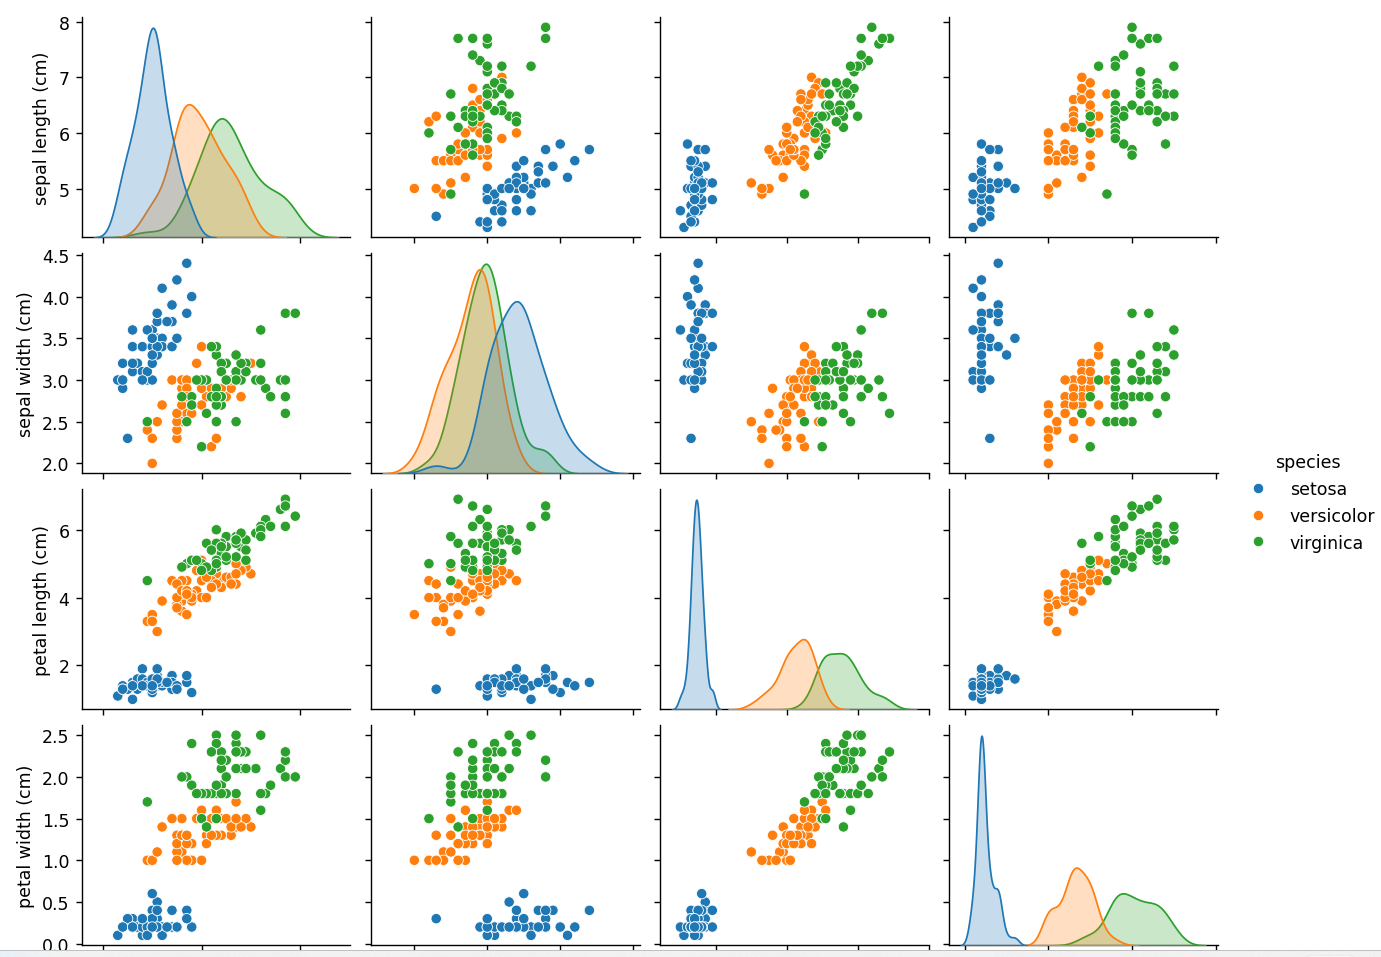 8
7
6
5
sepal length (cm)
4.5
4.0
3.5
3.0
2.5
2.0
sepal width (cm)
6
4
2
petal length (cm)
2.5
2.0
1.5
1.0
0.5
0.0
petal width (cm)
species
setosa
versicolor
virginica